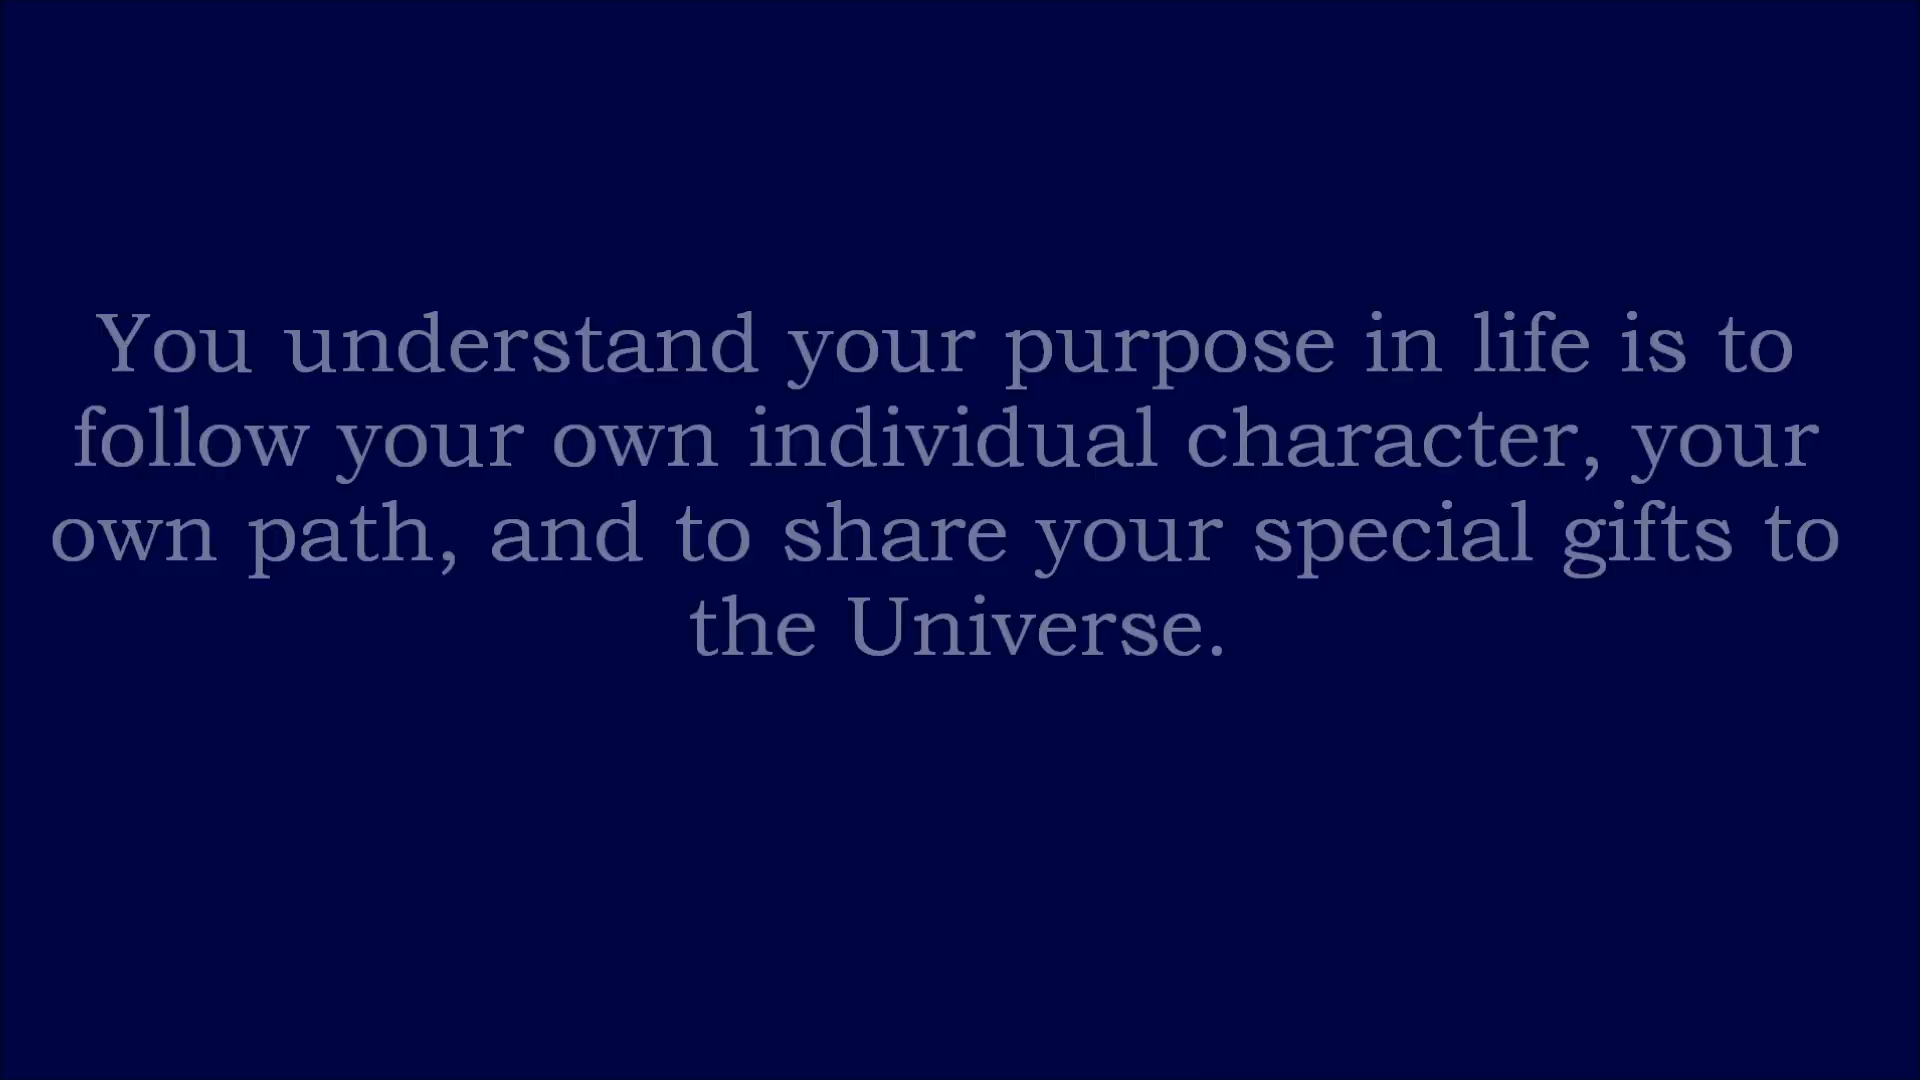 You understand your purpose in life is to
follow your own individual character, your
own path, and to share your special gifts to
the Universe.